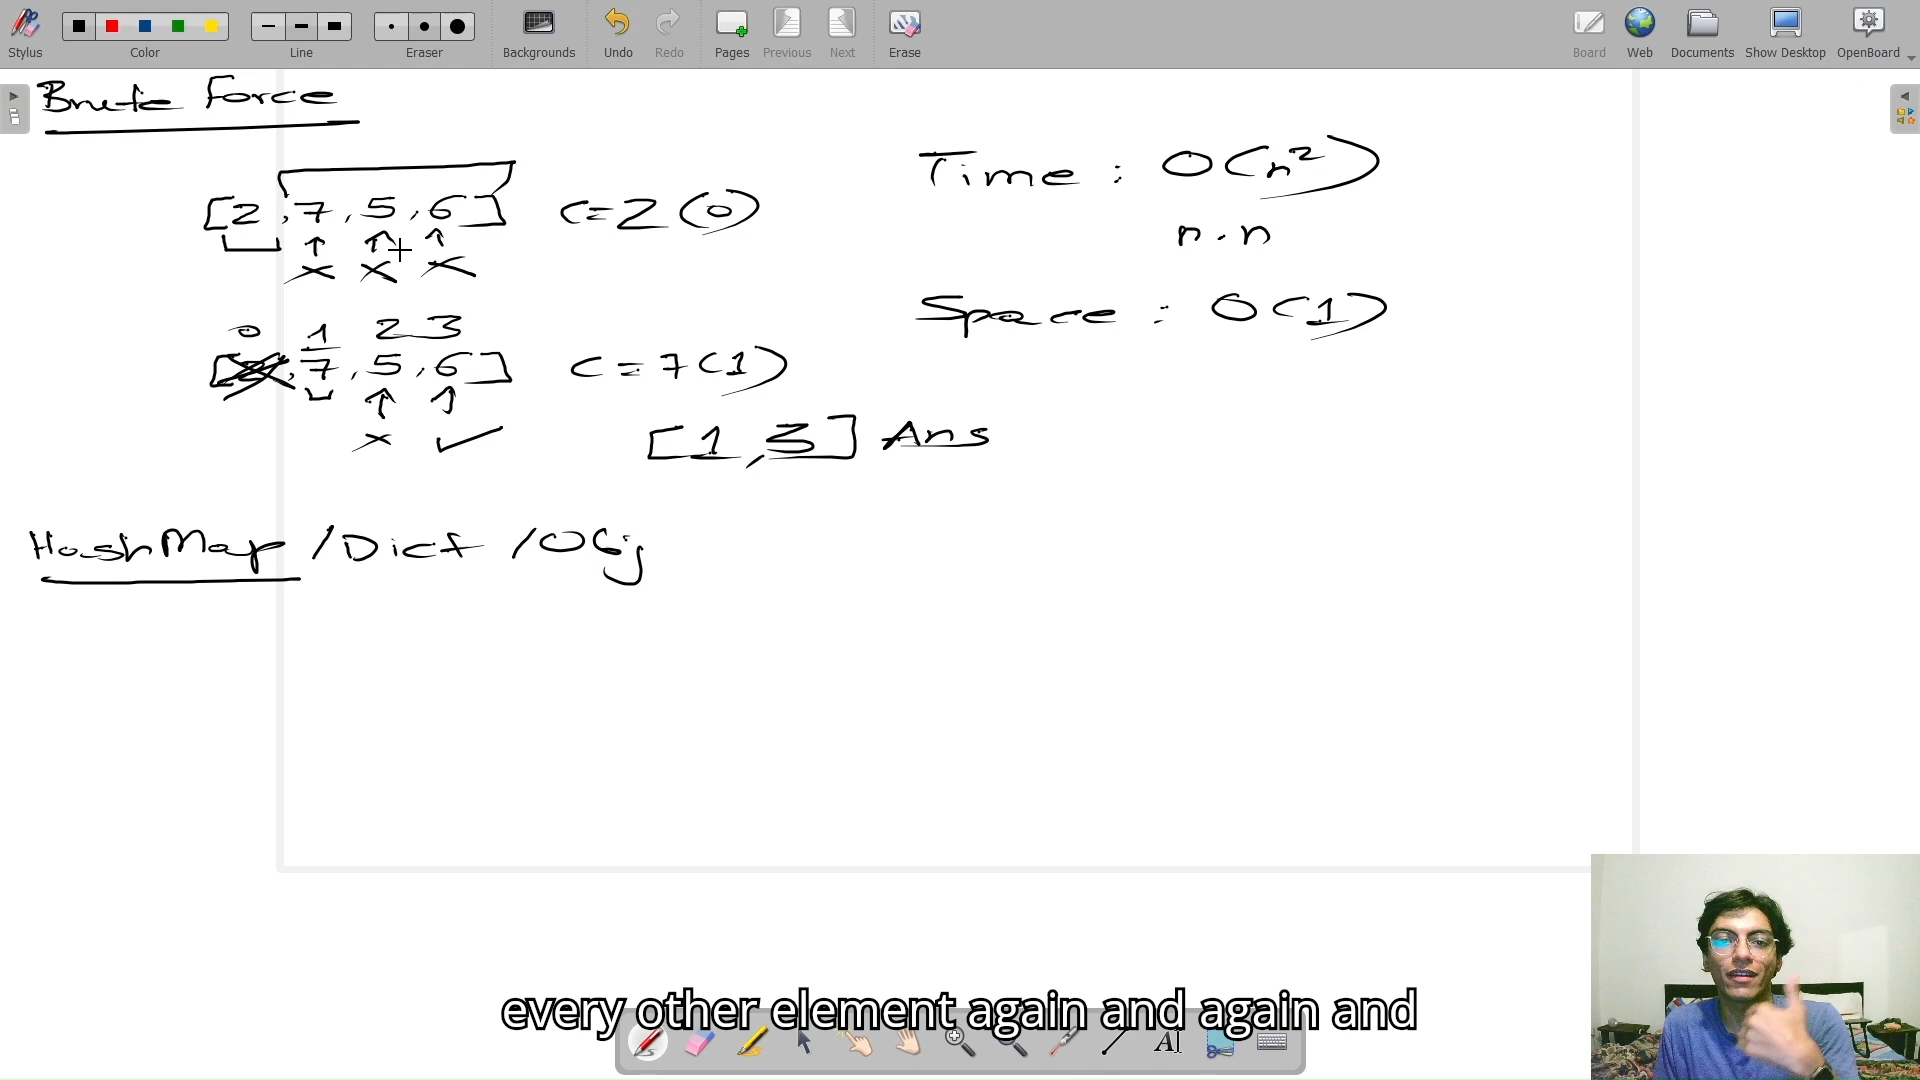 Stylus Color Line Eraser Backgrounds Undo Redo Pages Previous Next Erase Board Web Documents Show Desktop OpenBoard
Brute Force
[2,7,5,6] c=2(0)
Time : O(n²)
n.n
Space : O(1)
0 1 2 3
,7,5,6] c=7(1)
[1,3] Ans
HashMap/Dict/Obj
every other element again and again and
AI